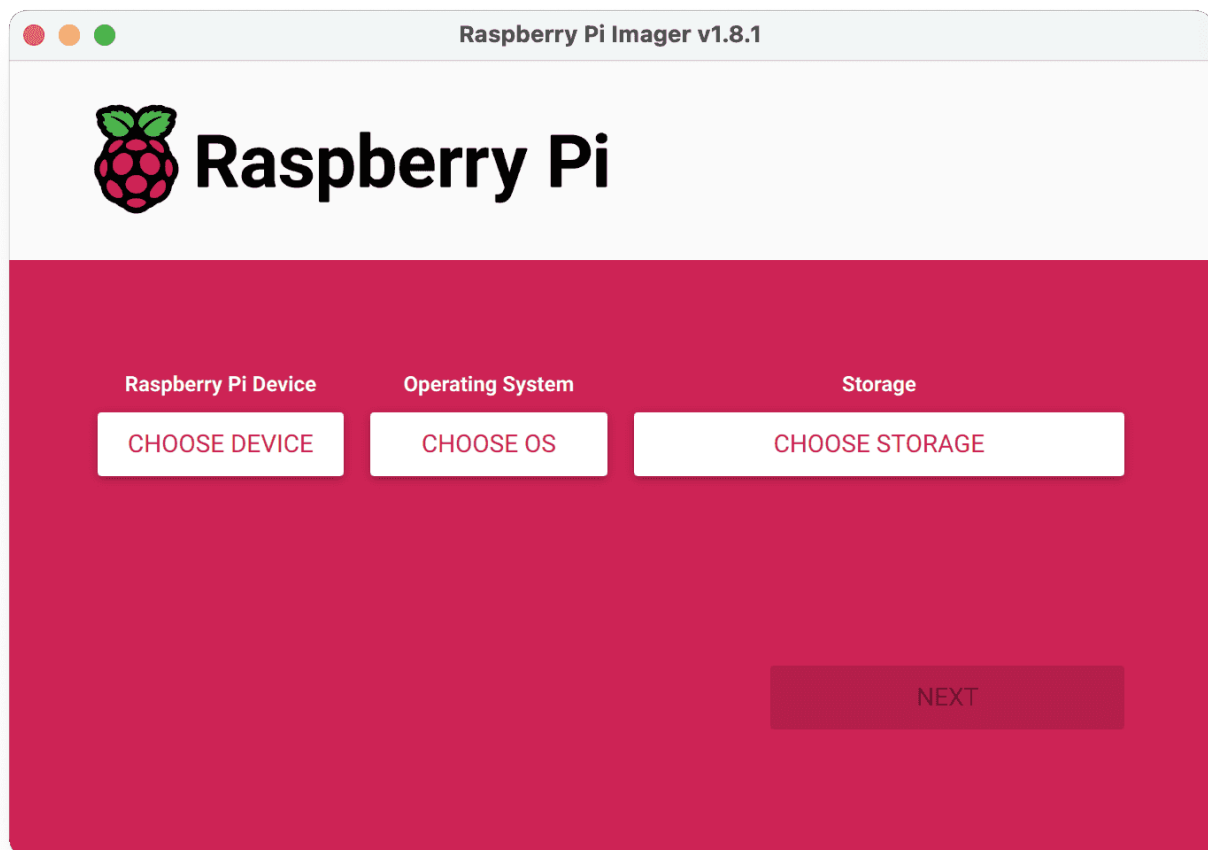 Raspberry Pi Imager v1.8.1
Raspberry Pi
Raspberry Pi Device
Operating System
Storage
CHOOSE DEVICE
CHOOSE OS
CHOOSE STORAGE
NEXT